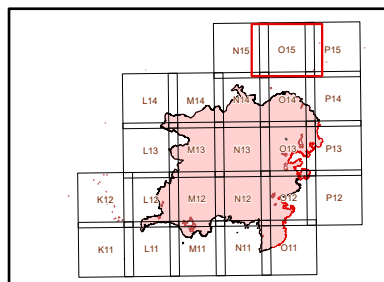 N15 O15 P15
L14 M14 N14 O14 P14
L13 M13 N13 O13 P13
K12 L12 M12 N12 O12 P12
K11 L11 M11 N11 O11